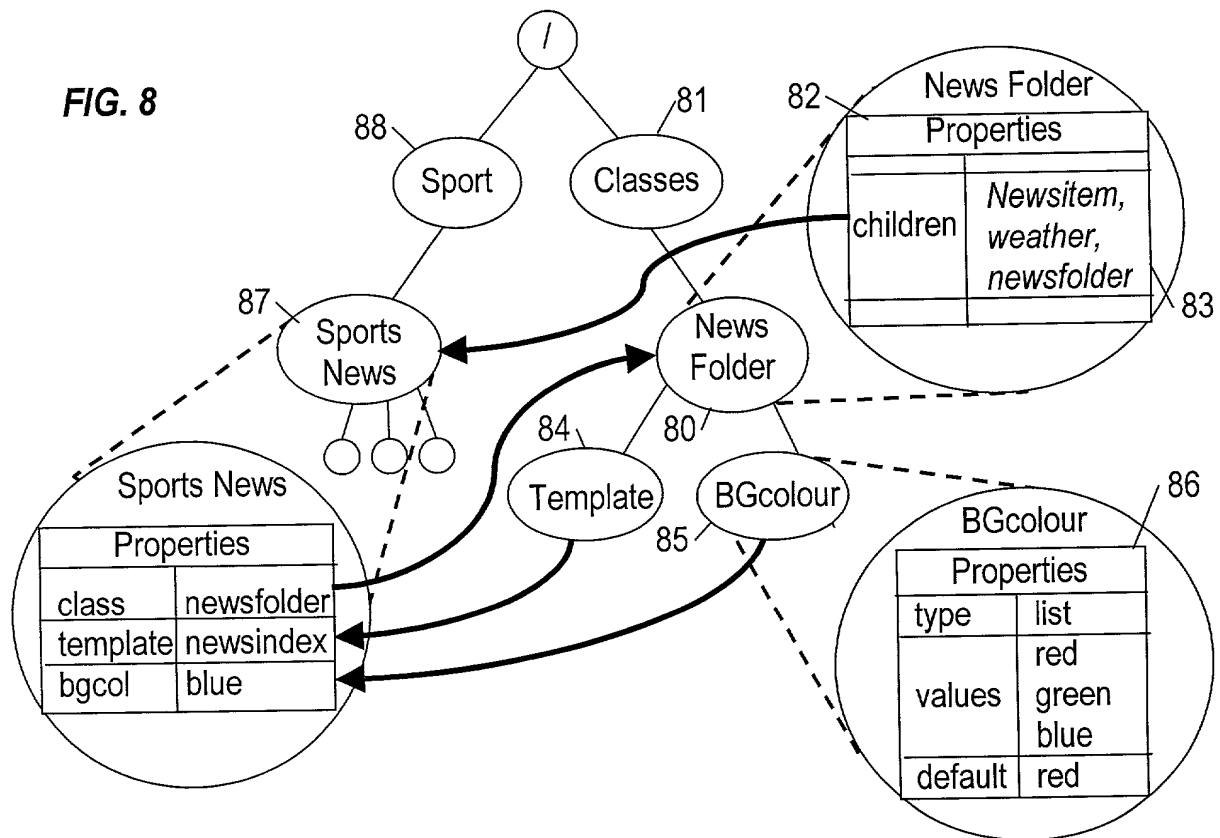 FIG. 8
/
88
Sport
81
Classes
82
News Folder
Properties
children
Newsitem,
weather,
newsfolder
83
87
Sports
News
News
Folder
80
84
Template
BGcolour
85
Sports News
Properties
class newsfolder
template newsindex
bgcol blue
86
BGcolour
Properties
type list
values red
green
blue
default red